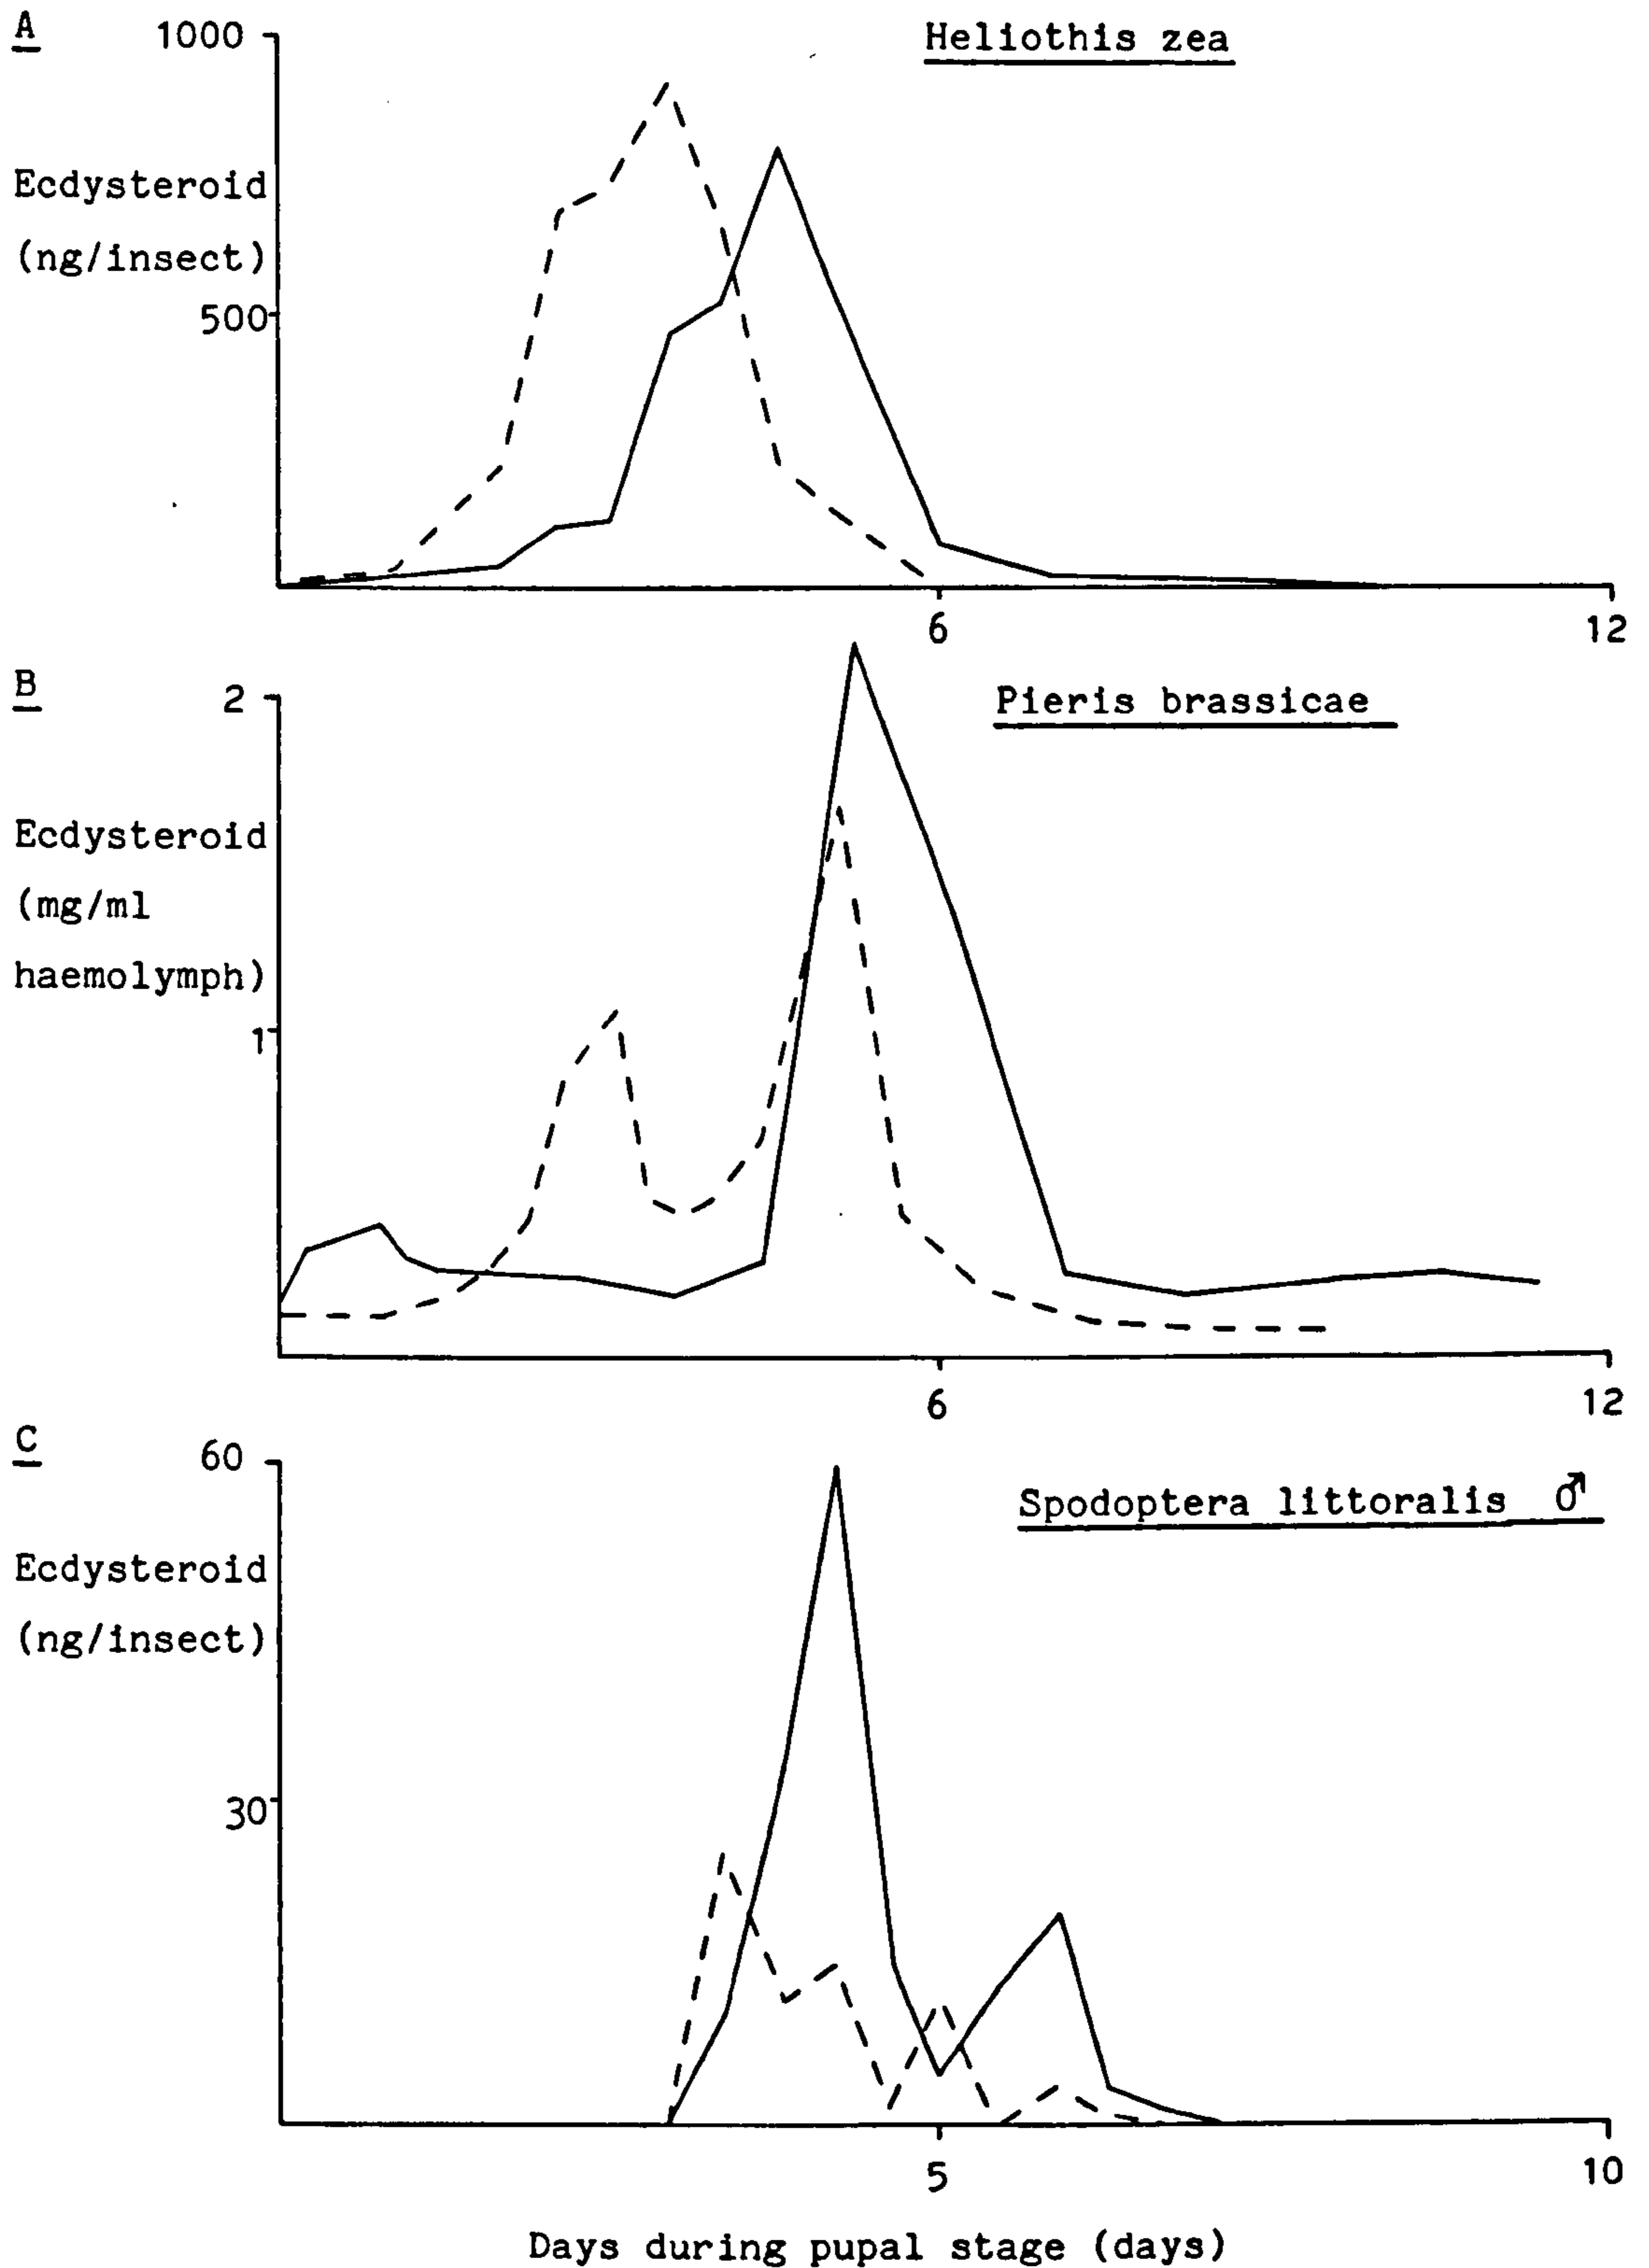 A
1000
Heliothis zea
Ecdysteroid
(ng/insect)
500
6
12
B
2
Pieris brassicae
Ecdysteroid
(mg/ml
haemolymph)
1
6
12
C
60
Spodoptera littoralis ♂
Ecdysteroid
(ng/insect)
30
5
10
Days during pupal stage (days)